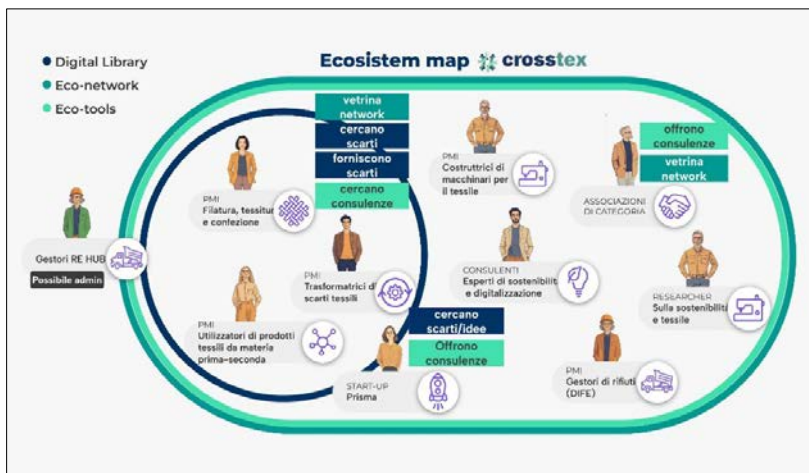 Digital Library
Eco-network
Eco-tools
Ecosistem map crosstex
vetrina
network
cercano
scarti
forniscono
scarti
cercano
consulenze
PMI
Filatura, tessitura
e confezione
PMI
Costruttrici di
macchinari per
il tessile
offrono
consulenze
vetrina
network
ASSOCIAZIONI
DI CATEGORIA
Gestori RE HUB
Possibile admin
PMI
Trasformatrici di
scarti tessili
CONSULENTI
Esperti di sostenibilità
e digitalizzazione
RESEARCHER
Sulla sostenibilità
e tessile
PMI
Utilizzatori di prodotti
tessili da materia
prima-seconda
cercano
scarti/idee
Offrono
consulenze
START-UP
Prisma
PMI
Gestori di rifiuti
(DIFE)